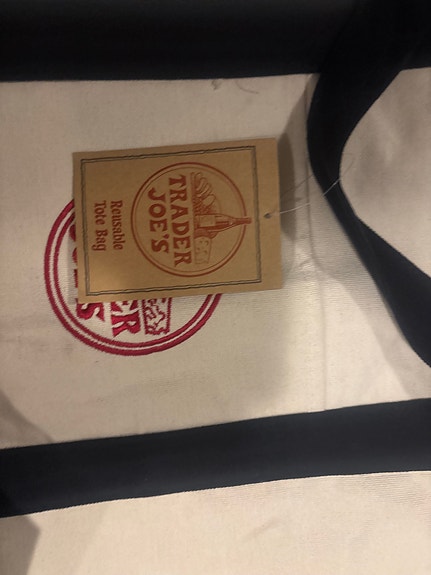 TRADER
JOE'S
Reusable
Tote Bag